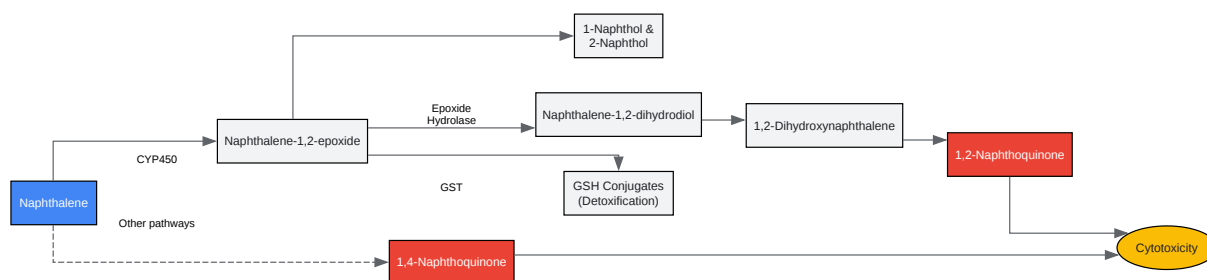 1-Naphthol &
2-Naphthol
Epoxide
Hydrolase
Naphthalene-1,2-dihydrodiol
1,2-Dihydroxynaphthalene
Naphthalene-1,2-epoxide
CYP450
1,2-Naphthoquinone
GST
GSH Conjugates
(Detoxification)
Naphthalene
Other pathways
Cytotoxicity
1,4-Naphthoquinone